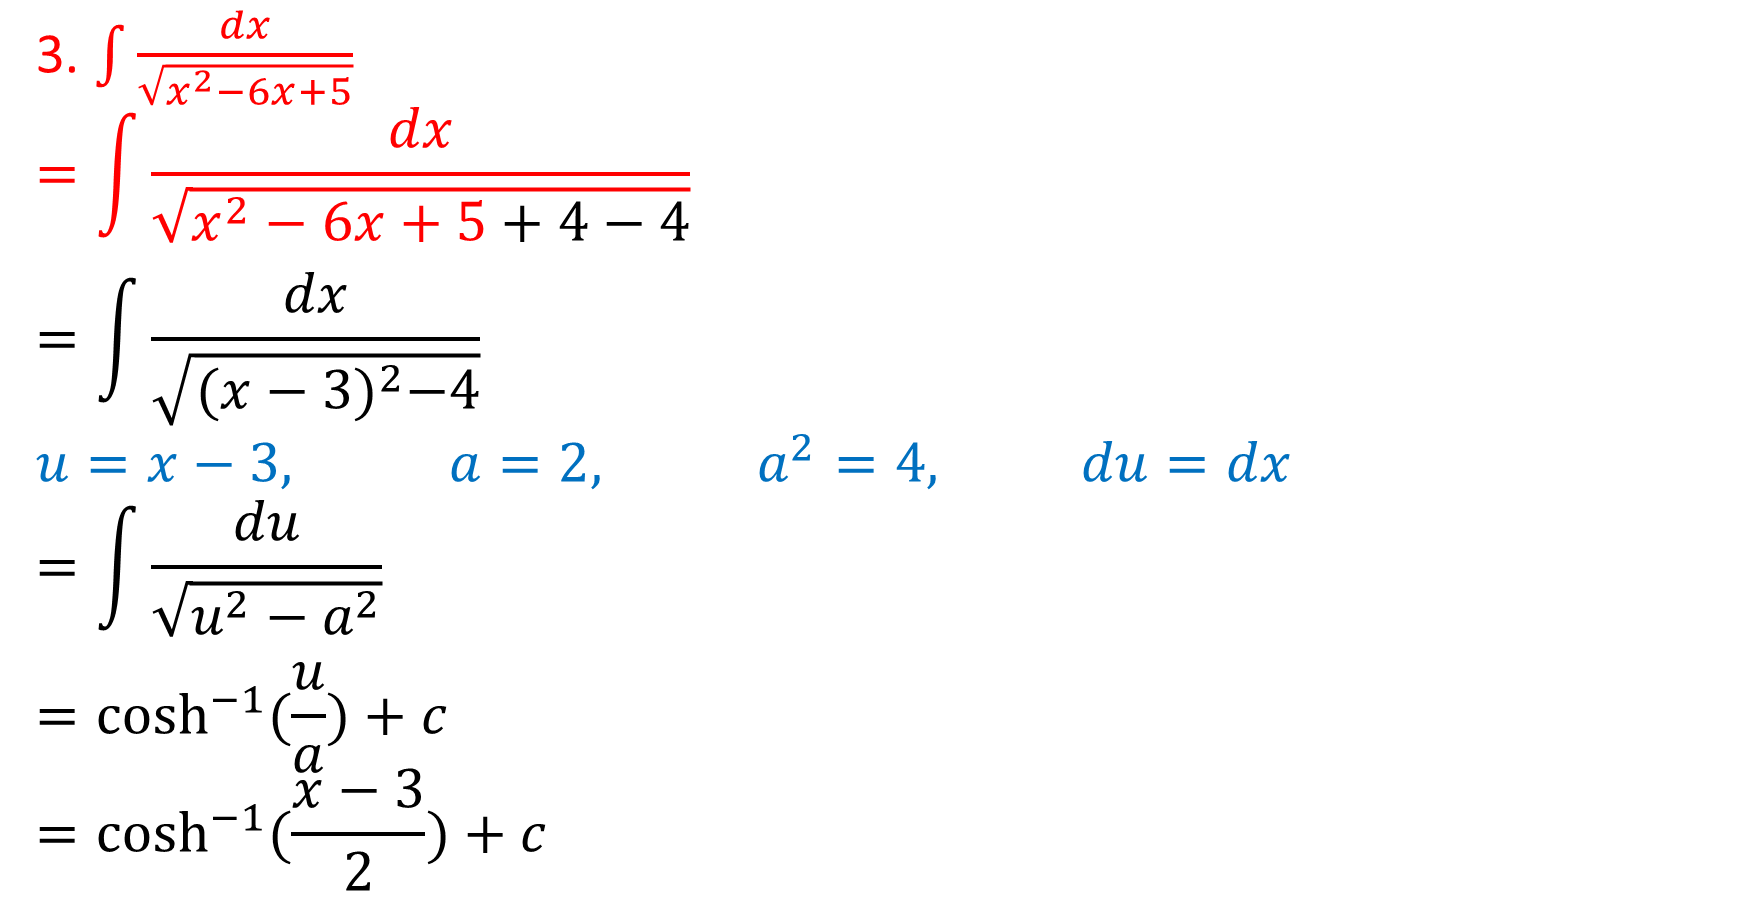 3. ∫ dx/√(x²−6x+5)
= ∫ dx/√(x² − 6x + 5 + 4 − 4)
= ∫ dx/√((x − 3)²−4)
u = x − 3, a = 2, a² = 4, du = dx
= ∫ du/√(u² − a²)
= cosh⁻¹(u/a) + c
= cosh⁻¹((x − 3)/2) + c